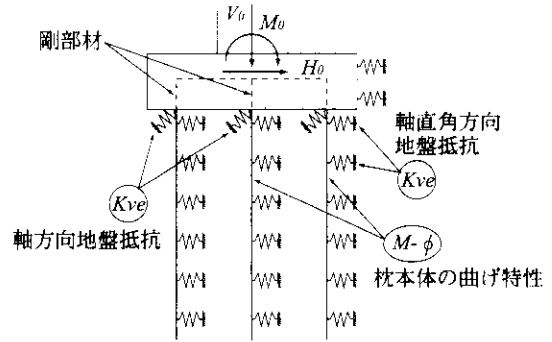 V₀
M₀
剛部材
H₀
軸直角方向
地盤抵抗
Kve
Kve
軸方向地盤抵抗
M-φ
杭本体の曲げ特性